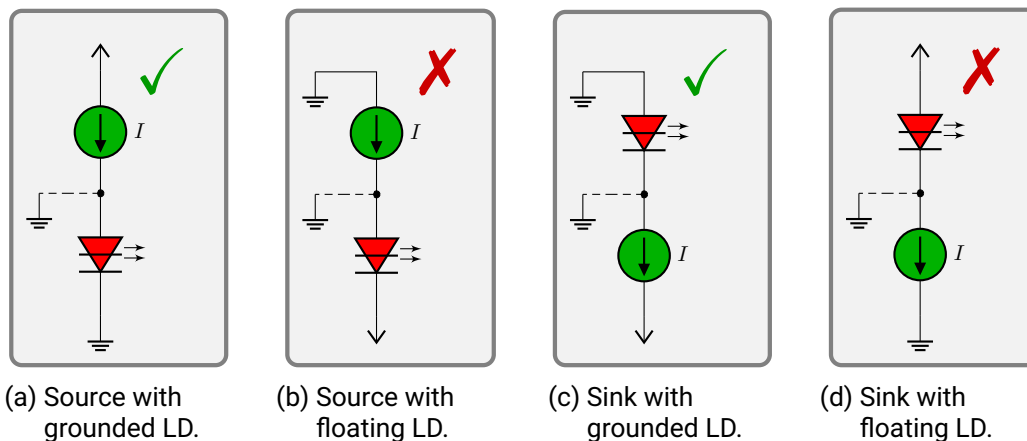 I
I
I
I
(a) Source with
grounded LD.
(b) Source with
floating LD.
(c) Sink with
grounded LD.
(d) Sink with
floating LD.